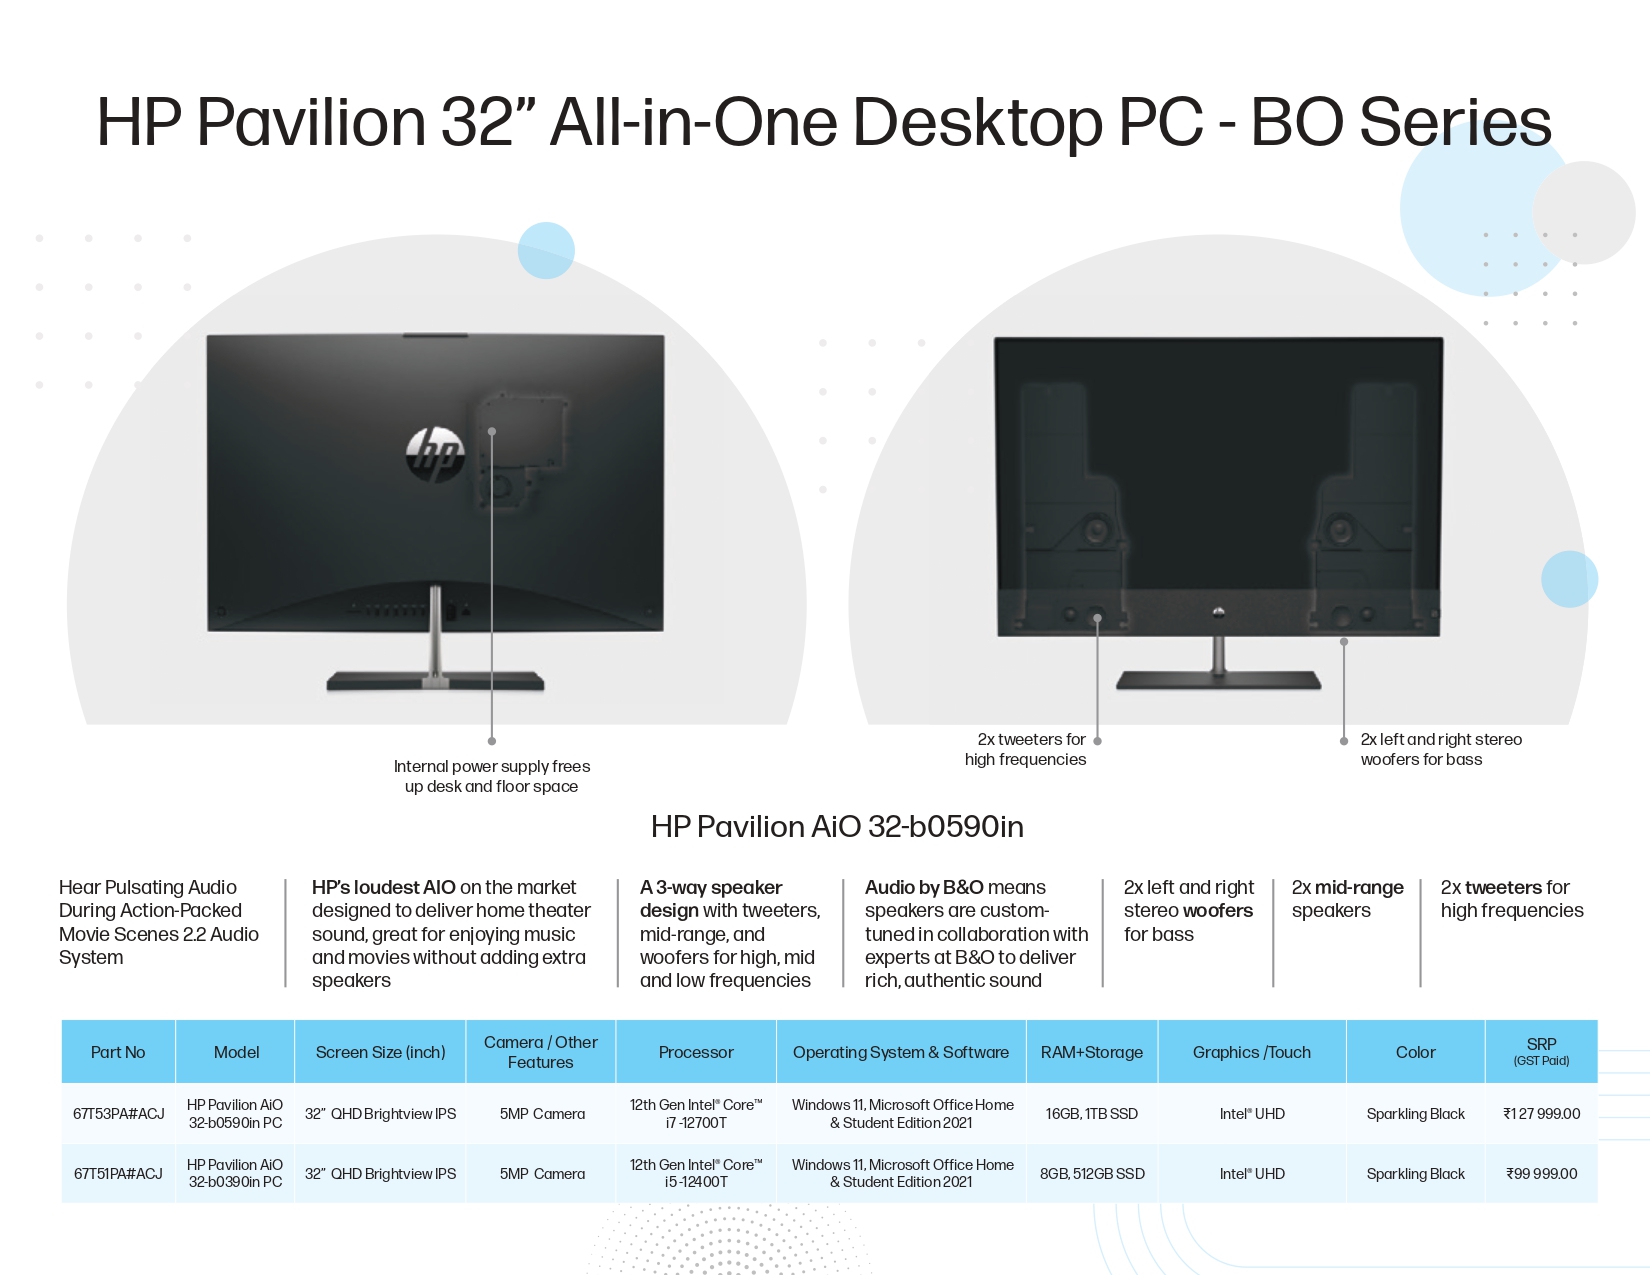 HP Pavilion 32” All-in-One Desktop PC - BO Series
hp
Internal power supply frees
up desk and floor space
2x tweeters for
high frequencies
2x left and right stereo
woofers for bass
HP Pavilion AiO 32-b0590in
Hear Pulsating Audio
During Action-Packed
Movie Scenes 2.2 Audio
System
HP’s loudest AIO on the market
designed to deliver home theater
sound, great for enjoying music
and movies without adding extra
speakers
A 3-way speaker
design with tweeters,
mid-range, and
woofers for high, mid
and low frequencies
Audio by B&O means
speakers are custom-
tuned in collaboration with
experts at B&O to deliver
rich, authentic sound
2x left and right
stereo woofers
for bass
2x mid-range
speakers
2x tweeters for
high frequencies
Part No
Model
Screen Size (inch)
Camera / Other
Features
Processor
Operating System & Software
RAM+Storage
Graphics /Touch
Color
SRP
(GST Paid)
67T53PA#ACJ
HP Pavilion AiO
32-b0590in PC
32” QHD Brightview IPS
5MP Camera
12th Gen Intel® Core™
i7 -12700T
Windows 11, Microsoft Office Home
& Student Edition 2021
16GB, 1TB SSD
Intel® UHD
Sparkling Black
₹1 27 999.00
67T51PA#ACJ
HP Pavilion AiO
32-b0390in PC
32” QHD Brightview IPS
5MP Camera
12th Gen Intel® Core™
i5 -12400T
Windows 11, Microsoft Office Home
& Student Edition 2021
8GB, 512GB SSD
Intel® UHD
Sparkling Black
₹99 999.00